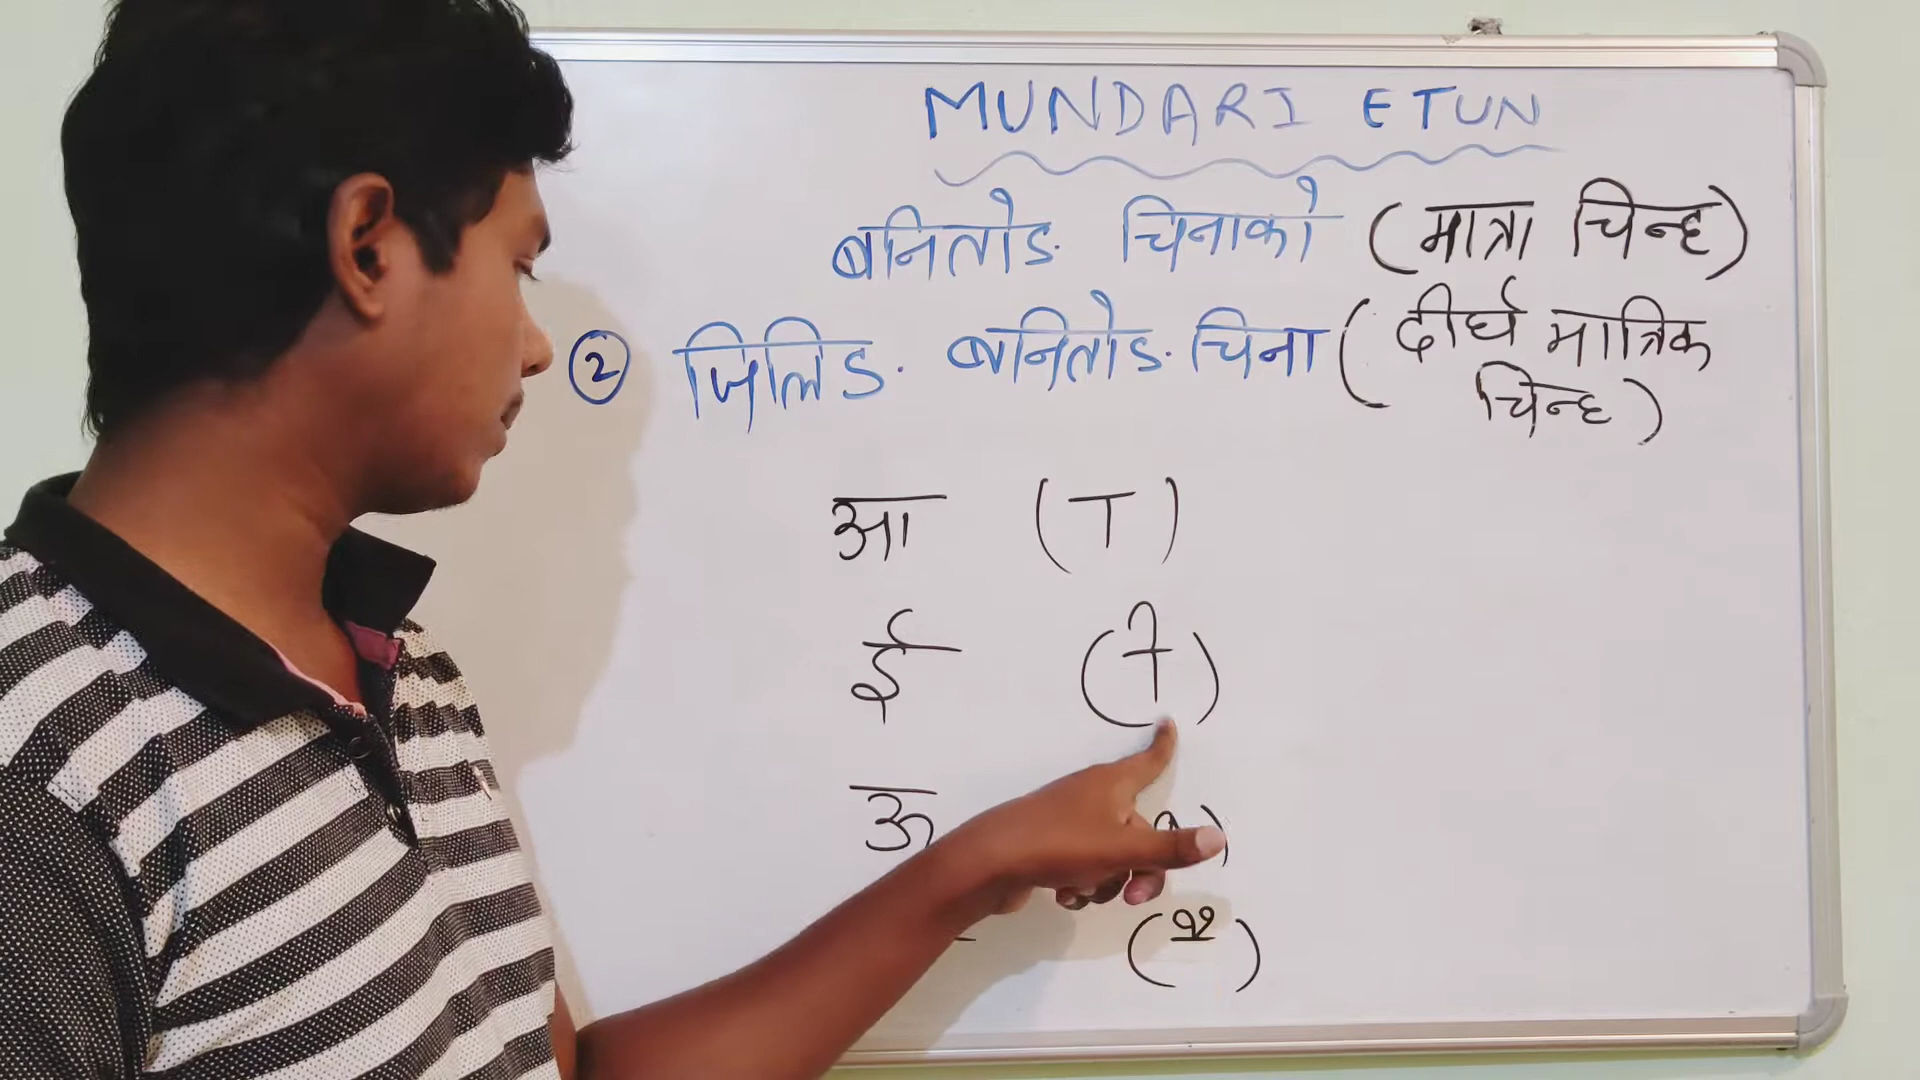 MUNDARI ETUN
बनितोङ चिनाको (मात्रा चिन्ह)
② जिलिङ बनितोङ चिना (दीर्घ मात्रिक चिन्ह)
आ (ा)
ई (ी)
ऊ